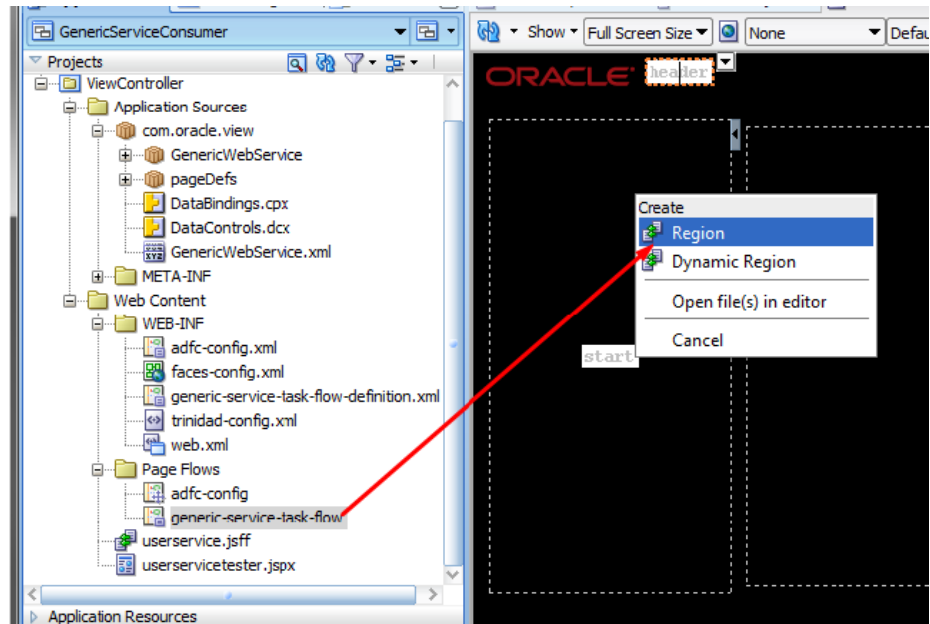 GenericServiceConsumer
Projects
ViewController
Application Sources
com.oracle.view
GenericWebService
pageDefs
DataBindings.cpx
DataControls.dcx
GenericWebService.xml
META-INF
Web Content
WEB-INF
adfc-config.xml
faces-config.xml
generic-service-task-flow-definition.xml
trinidad-config.xml
web.xml
Page Flows
adfc-config
generic-service-task-flow
userservice.jsff
userservicetester.jspx
Application Resources
Show Full Screen Size None Defau
ORACLE header
Create
Region
Dynamic Region
Open file(s) in editor
Cancel
start